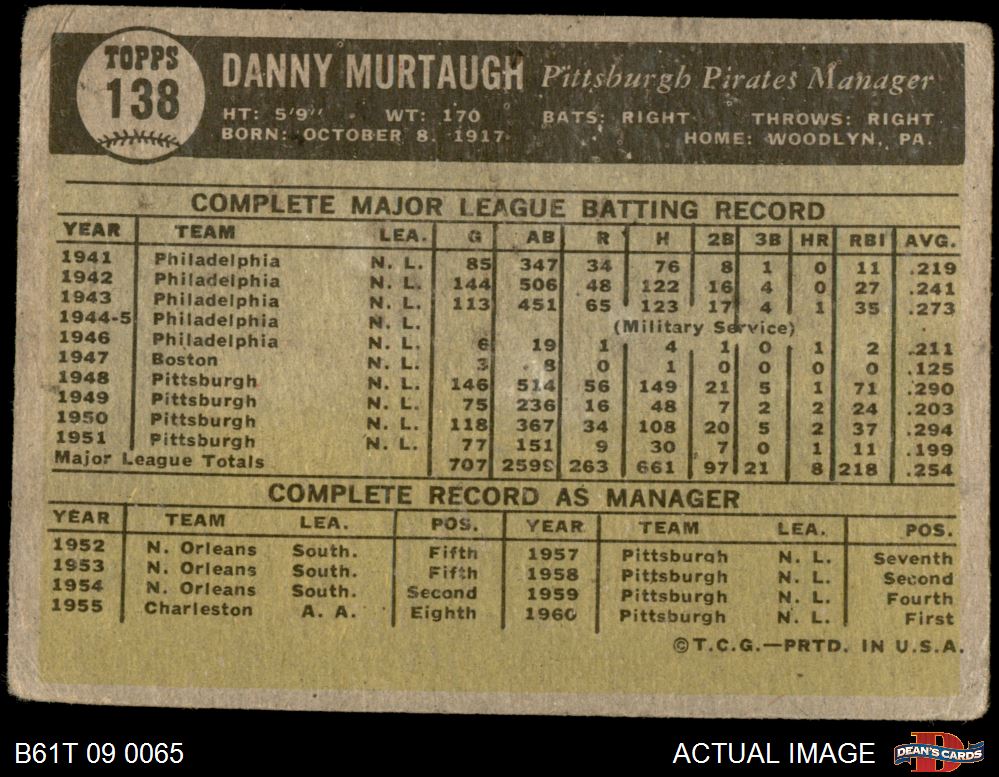 TOPPS
138
DANNY MURTAUGH Pittsburgh Pirates Manager
HT: 5'9" WT: 170 BATS: RIGHT THROWS: RIGHT
BORN: OCTOBER 8, 1917 HOME: WOODLYN, PA.
COMPLETE MAJOR LEAGUE BATTING RECORD
YEAR TEAM LEA. G AB R H 2B 3B HR RBI AVG.
1941 Philadelphia N. L. 85 347 34 76 8 1 0 11 .219
1942 Philadelphia N. L. 144 506 48 122 16 4 0 27 .241
1943 Philadelphia N. L. 113 451 65 123 17 4 1 35 .273
1944-5 Philadelphia N. L. (Military Service)
1946 Philadelphia N. L. 6 19 1 4 1 0 1 2 .211
1947 Boston N. L. 3 8 0 1 0 0 0 0 .125
1948 Pittsburgh N. L. 146 514 56 149 21 5 1 71 .290
1949 Pittsburgh N. L. 75 236 16 48 7 2 2 24 .203
1950 Pittsburgh N. L. 118 367 34 108 20 5 2 37 .294
1951 Pittsburgh N. L. 77 151 9 30 7 0 1 11 .199
Major League Totals 707 2599 263 661 97 21 8 218 .254
COMPLETE RECORD AS MANAGER
YEAR TEAM LEA. POS. YEAR TEAM LEA. POS.
1952 N. Orleans South. Fifth 1957 Pittsburgh N. L. Seventh
1953 N. Orleans South. Fifth 1958 Pittsburgh N. L. Second
1954 N. Orleans South. Second 1959 Pittsburgh N. L. Fourth
1955 Charleston A. A. Eighth 1960 Pittsburgh N. L. First
©T.C.G.—PRTD. IN U.S.A.
B61T 09 0065 ACTUAL IMAGE DEAN'S CARDS